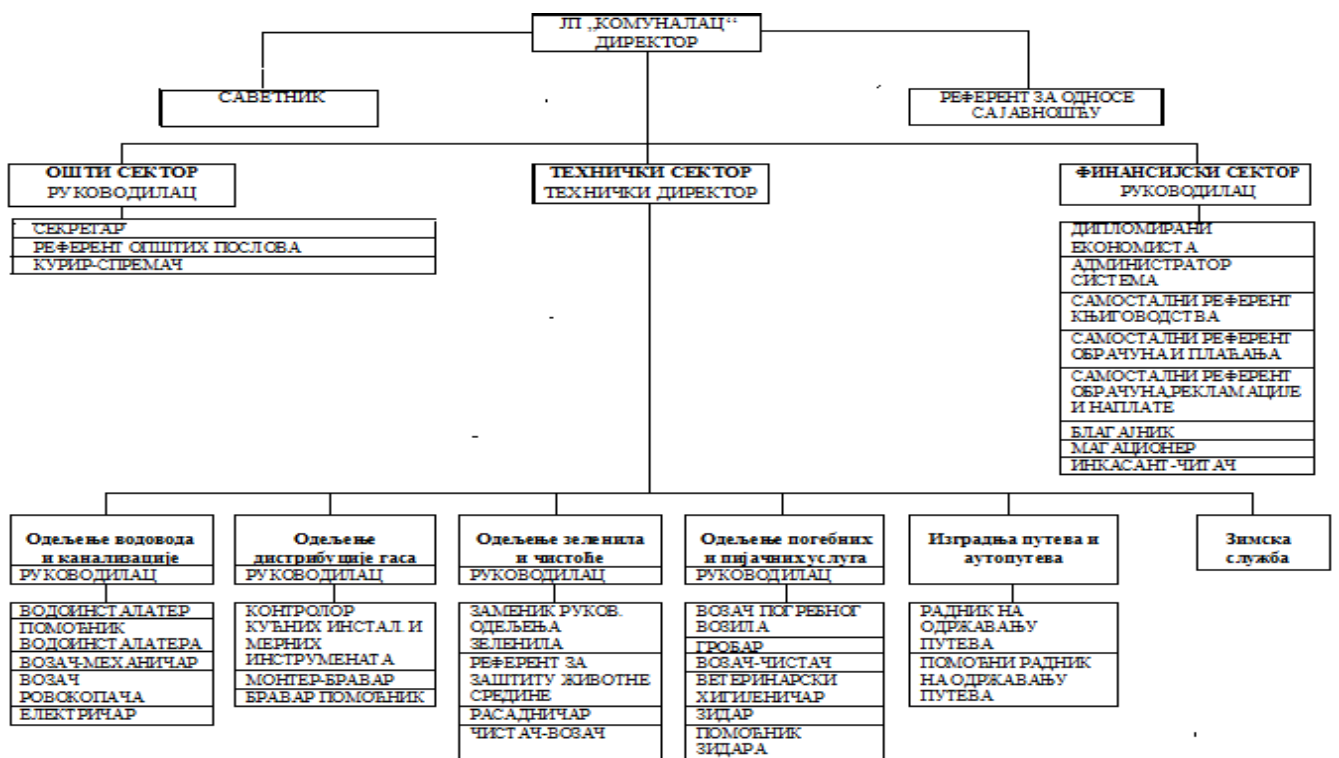 ЈП „КОМУНАЛАЦ“
ДИРЕКТОР
САВЕТНИК
РЕФЕРЕНТ ЗА ОДНОСЕ
САЈАВНОШЋУ
ОШТИ СЕКТОР
РУКОВОДИЛАЦ
ТЕХНИЧКИ СЕКТОР
ТЕХНИЧКИ ДИРЕКТОР
ФИНАНСИЈСКИ СЕКТОР
РУКОВОДИЛАЦ
СЕКРЕТАР
РЕФЕРЕНТ ОПШТИХ ПОСЛОВА
КУРИР-СПРЕМАЧ
ДИПЛОМИРАНИ
ЕКОНОМИСТА
АДМИНИСТРАТОР
СИСТЕМА
САМОСТАЛНИ РЕФЕРЕНТ
КЊИГОВОДСТВА
САМОСТАЛНИ РЕФЕРЕНТ
ОБРАЧУНА И ПЛАЋАЊА
САМОСТАЛНИ РЕФЕРЕНТ
ОБРАЧУНА,РЕКЛАМАЦИЈЕ
И НАПЛАТЕ
БЛАГАЈНИК
МАГАЦИОНЕР
ИНКАСАНТ-ЧИТАЧ
Одељење водовода
и канализације
РУКОВОДИЛАЦ
ВОДОИНСТАЛАТЕР
ПОМОЋНИК
ВОДОИНСТАЛАТЕРА
ВОЗАЧ-МЕХАНИЧАР
ВОЗАЧ
РОВОКОПАЧА
ЕЛЕКТРИЧАР
Одељење
дистрибуције гаса
РУКОВОДИЛАЦ
КОНТРОЛОР
КУЋНИХ ИНСТАЛ. И
МЕРНИХ
ИНСТРУМЕНАТА
МОНТЕР-БРАВАР
БРАВАР ПОМОЋНИК
Одељење зеленила
и чистоће
РУКОВОДИЛАЦ
ЗАМЕНИК РУКОВ.
ОДЕЉЕЊА
ЗЕЛЕНИЛА
РЕФЕРЕНТ ЗА
ЗАШТИТУ ЖИВОТНЕ
СРЕДИНЕ
РАСАДНИЧАР
ЧИСТАЧ-ВОЗАЧ
Одељење погебних
и пијачних услуга
РУКОВОДИЛАЦ
ВОЗАЧ ПОГРЕБНОГ
ВОЗИЛА
ГРОБАР
ВОЗАЧ-ЧИСТАЧ
ВЕТЕРИНАРСКИ
ХИГИЈЕНИЧАР
ЗИДАР
ПОМОЋНИК
ЗИДАРА
Изградња путева и
аутопутева
РАДНИК НА
ОДРЖАВАЊУ
ПУТЕВА
ПОМОЋНИ РАДНИК
НА ОДРЖАВАЊУ
ПУТЕВА
Зимска
служба